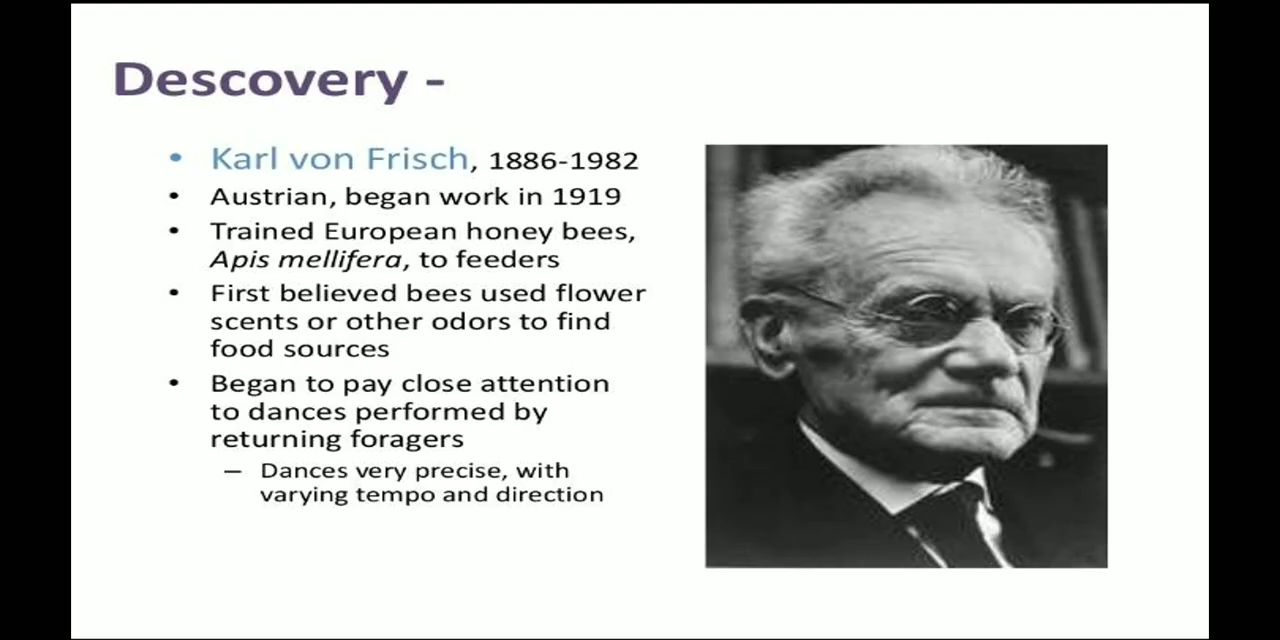 Descovery -
• Karl von Frisch, 1886-1982
• Austrian, began work in 1919
• Trained European honey bees,
Apis mellifera, to feeders
• First believed bees used flower
scents or other odors to find
food sources
• Began to pay close attention
to dances performed by
returning foragers
– Dances very precise, with
varying tempo and direction